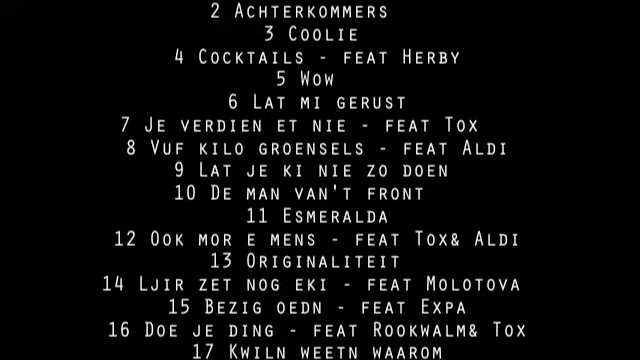 2 Achterkommers
3 Coolie
4 Cocktails - feat Herby
5 Wow
6 Lat mi gerust
7 Je verdien et nie - feat Tox
8 Vuf kilo groensels - feat Aldi
9 Lat je ki nie zo doen
10 De man van't front
11 Esmeralda
12 Ook mor e mens - feat Tox& Aldi
13 Originaliteit
14 Ljir zet nog eki - feat Molotova
15 Bezig oedn - feat Expa
16 Doe je ding - feat Rookwalm& Tox
17 Kwiln weetn waarom